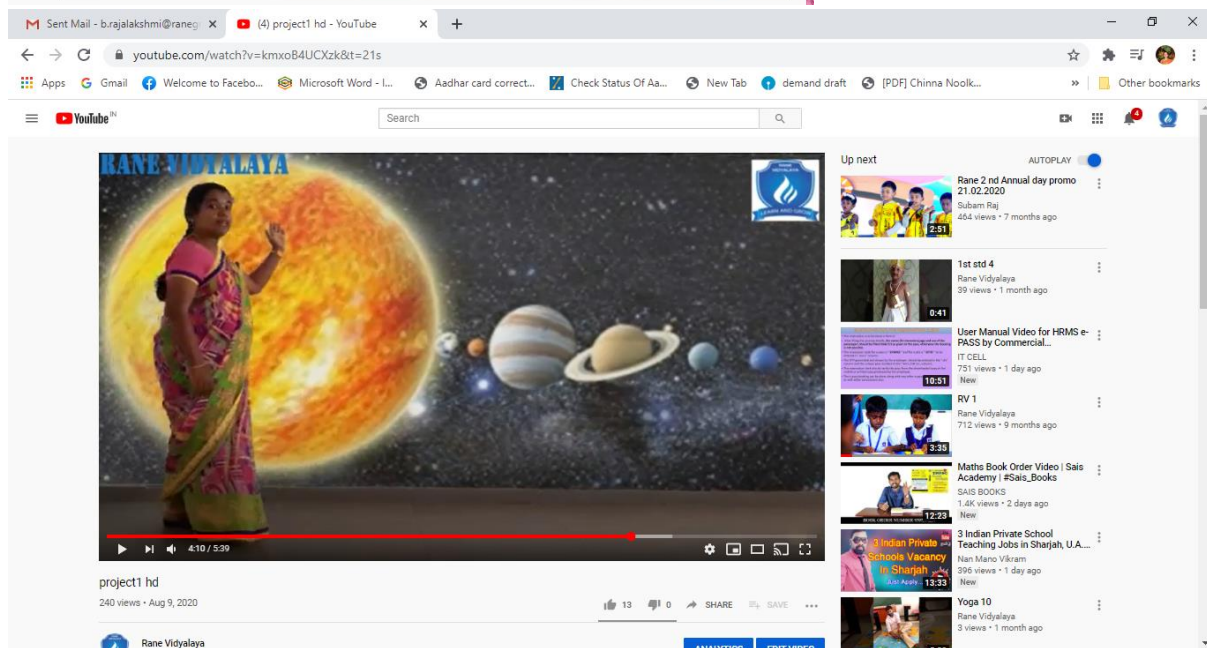 Sent Mail - b.rajalakshmi@raneg
(4) project1 hd - YouTube
youtube.com/watch?v=kmxoB4UCXzk&t=21s
Apps Gmail Welcome to Facebo... Microsoft Word - I... Aadhar card correct... Check Status Of Aa... New Tab demand draft [PDF] Chinna Noolk... » Other bookmarks
YouTube IN
Search
4
RANE VIDYALAYA
RANE VIDYALAYA
LEARN AND GROW
4:10 / 5:39
project1 hd
240 views • Aug 9, 2020
13 0 SHARE SAVE
Rane Vidyalaya
ANALYTICS EDIT VIDEO
Up next AUTOPLAY
2:51
Rane 2 nd Annual day promo
21.02.2020
Subam Raj
464 views • 7 months ago
0:41
1st std 4
Rane Vidyalaya
39 views • 1 month ago
10:51
User Manual Video for HRMS e-
PASS by Commercial...
IT CELL
751 views • 1 day ago
New
3:35
RV 1
Rane Vidyalaya
712 views • 9 months ago
12:23
Maths Book Order Video | Sais
Academy | #Sais_Books
SAIS BOOKS
1.4K views • 2 days ago
New
3 Indian Private
Schools Vacancy
In Sharjah
Just Apply
13:33
3 Indian Private School
Teaching Jobs in Sharjah, U.A....
Nan Mano Vikram
396 views • 1 day ago
New
Yoga 10
Rane Vidyalaya
3 views • 1 month ago